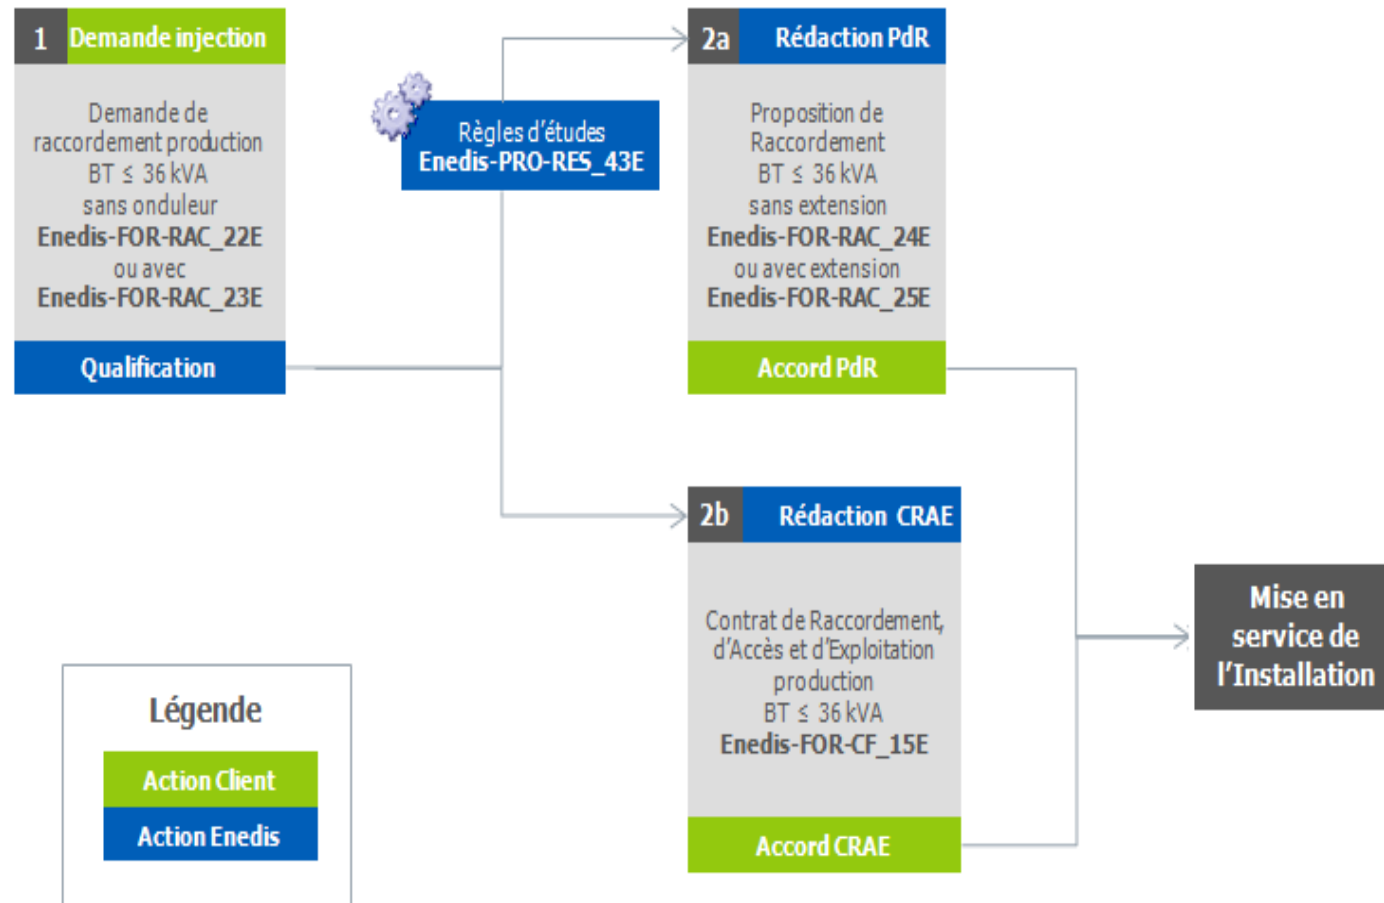 1 Demande injection
Demande de
raccordement production
BT ≤ 36 kVA
sans onduleur
Enedis-FOR-RAC_22E
ou avec
Enedis-FOR-RAC_23E
Qualification
Règles d'études
Enedis-PRO-RES_43E
2a Rédaction PdR
Proposition de
Raccordement
BT ≤ 36 kVA
sans extension
Enedis-FOR-RAC_24E
ou avec extension
Enedis-FOR-RAC_25E
Accord PdR
2b Rédaction CRAE
Contrat de Raccordement,
d'Accès et d'Exploitation
production
BT ≤ 36 kVA
Enedis-FOR-CF_15E
Accord CRAE
Mise en
service de
l'Installation
Légende
Action Client
Action Enedis